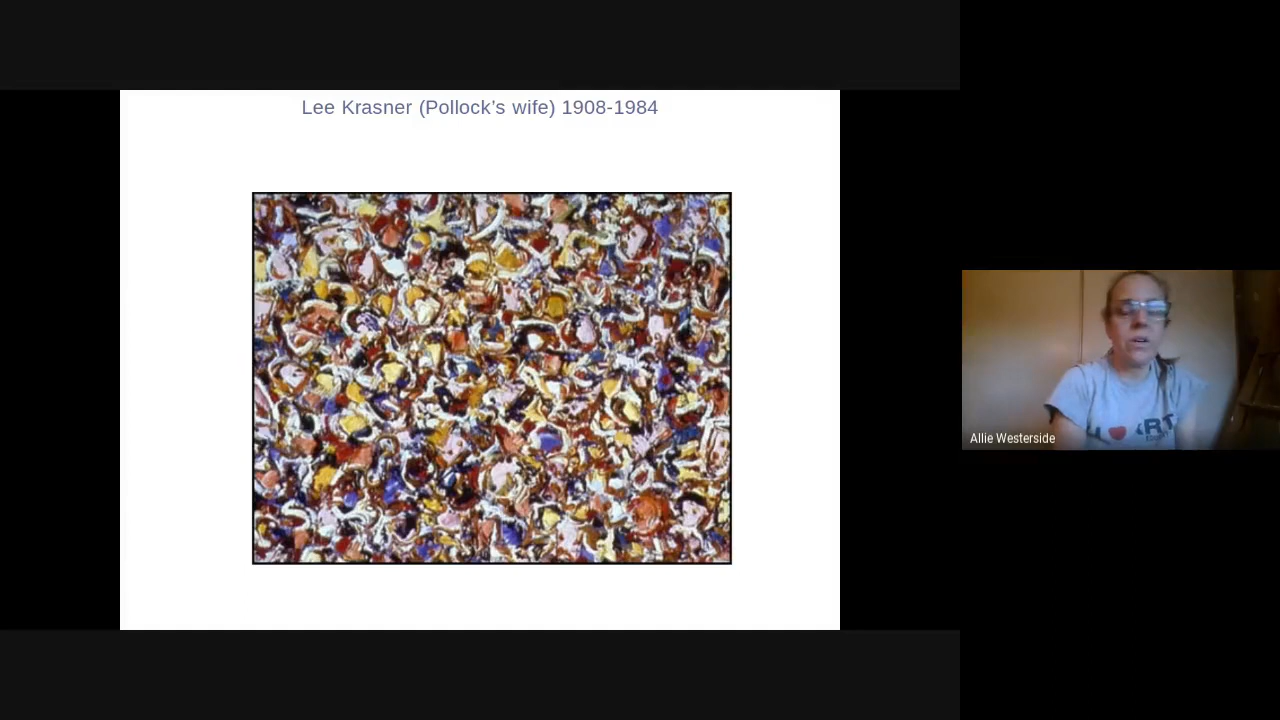 Lee Krasner (Pollock’s wife) 1908-1984
Allie Westerside